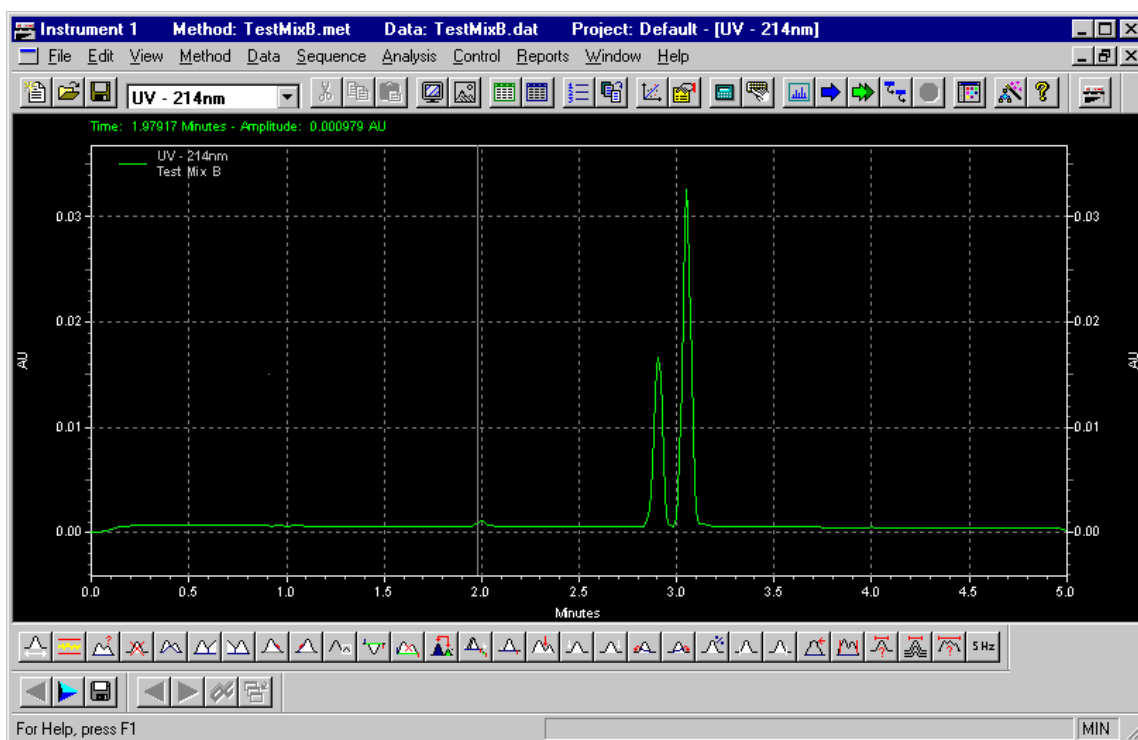 Instrument 1 Method: TestMixB.met Data: TestMixB.dat Project: Default - [UV - 214nm]
File Edit View Method Data Sequence Analysis Control Reports Window Help
UV - 214nm
Time: 1.97917 Minutes - Amplitude: 0.000979 AU
UV - 214nm
Test Mix B
0.03 0.03
0.02 0.02
AU AU
0.01 0.01
0.00 0.00
0.0 0.5 1.0 1.5 2.0 2.5 3.0 3.5 4.0 4.5 5.0
Minutes
5 Hz
For Help, press F1 MIN